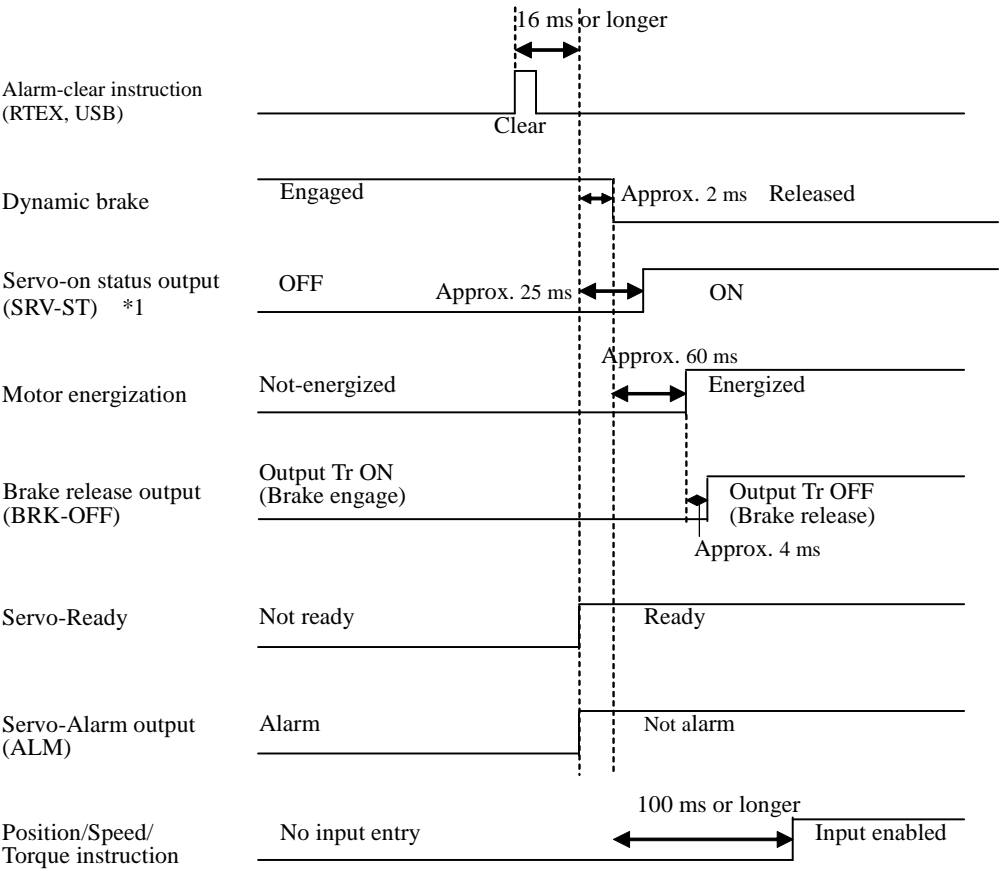 16 ms or longer
Alarm-clear instruction
(RTEX, USB)
Clear
Dynamic brake
Engaged
Approx. 2 ms
Released
Servo-on status output
(SRV-ST) *1
OFF
Approx. 25 ms
ON
Approx. 60 ms
Motor energization
Not-energized
Energized
Brake release output
(BRK-OFF)
Output Tr ON
(Brake engage)
Output Tr OFF
(Brake release)
Approx. 4 ms
Servo-Ready
Not ready
Ready
Servo-Alarm output
(ALM)
Alarm
Not alarm
100 ms or longer
Position/Speed/
Torque instruction
No input entry
Input enabled